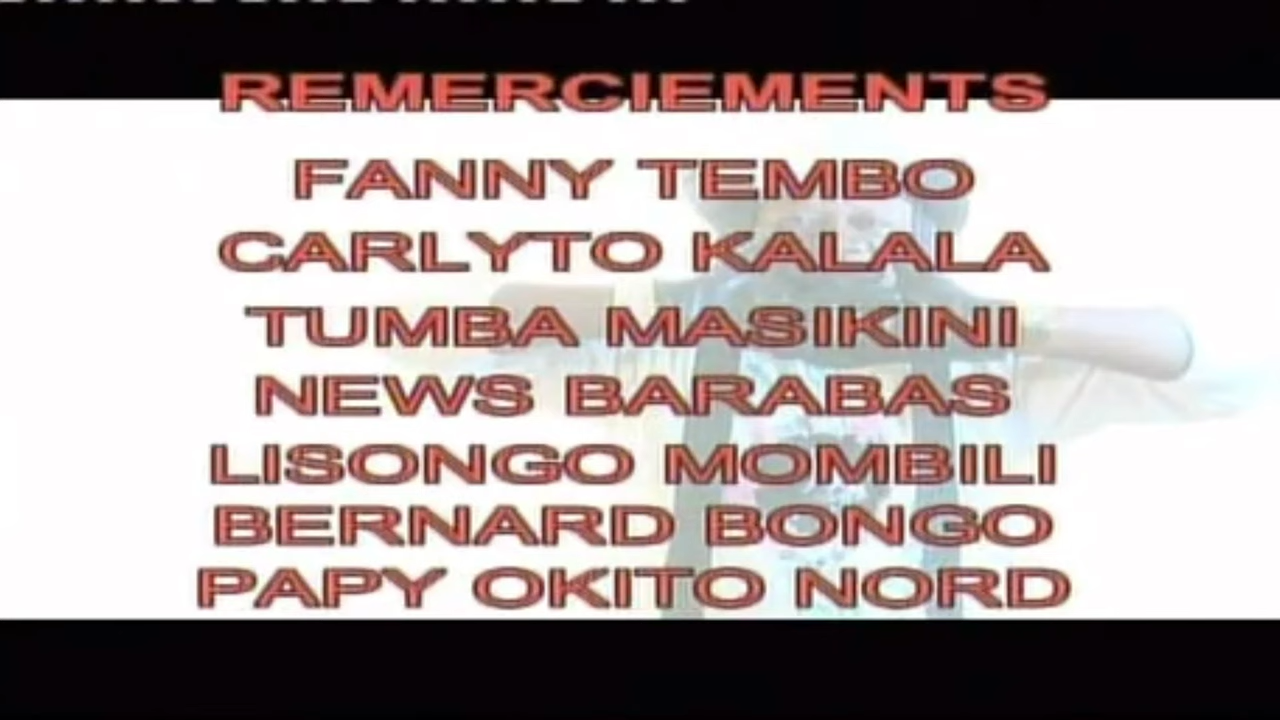 REMERCIEMENTS
FANNY TEMBO
CARLYTO KALALA
TUMBA MASIKINI
NEWS BARABAS
LISONGO MOMBILI
BERNARD BONGO
PAPY OKITO NORD